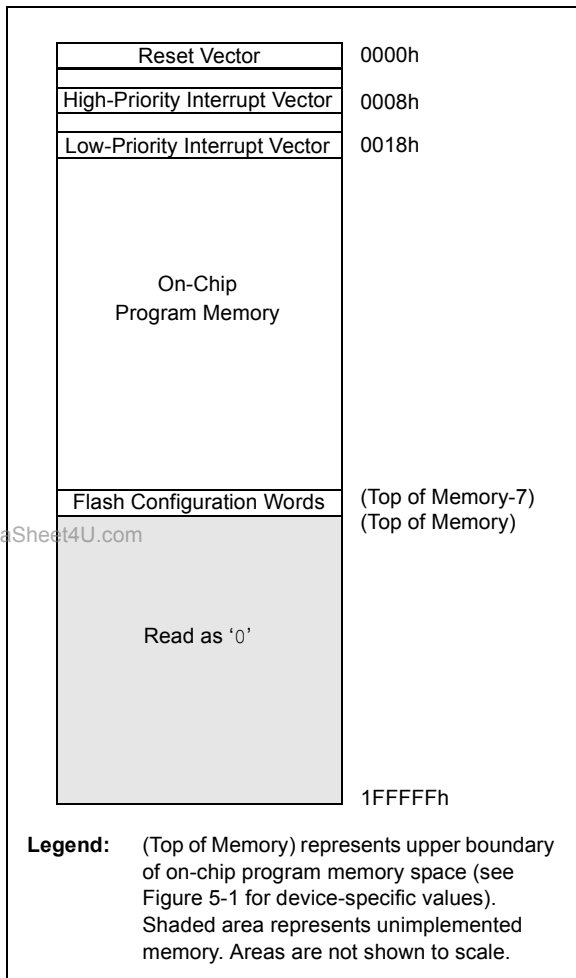 Reset Vector 0000h
High-Priority Interrupt Vector 0008h
Low-Priority Interrupt Vector 0018h
On-Chip
Program Memory
Flash Configuration Words (Top of Memory-7)
(Top of Memory)
aSheet4U.com
Read as ‘0’
1FFFFFh
Legend: (Top of Memory) represents upper boundary
of on-chip program memory space (see
Figure 5-1 for device-specific values).
Shaded area represents unimplemented
memory. Areas are not shown to scale.